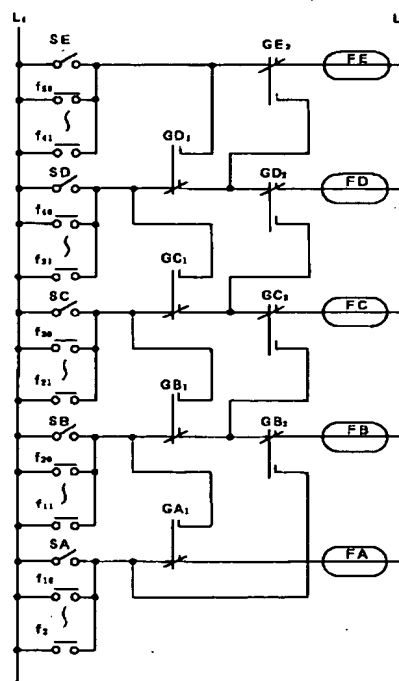 L₁ L
SE GE₂ FE
f₅₀
f₄₁ GD₁
SD GD₂ FD
f₄₀
f₃₁ GC₁
SC GC₂ FC
f₃₀
f₂₁ GB₁
SB GB₂ FB
f₂₀
f₁₁ GA₁
SA FA
f₁₀
f₂